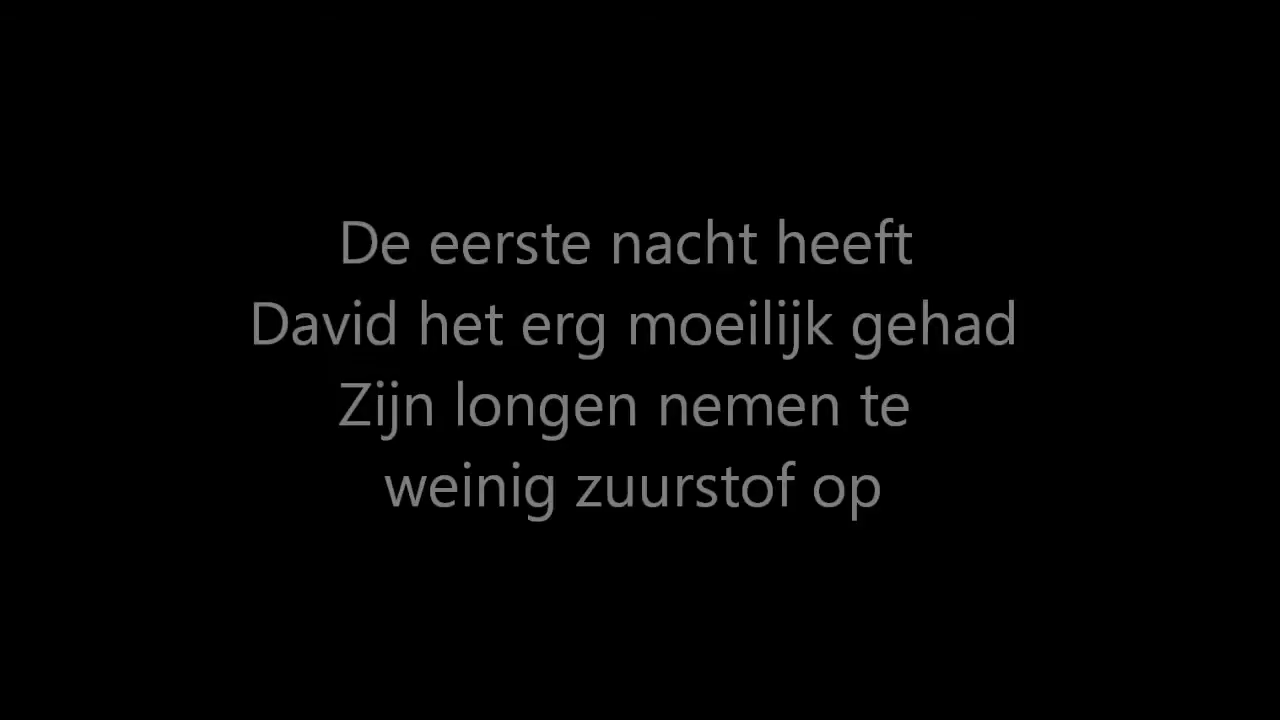 De eerste nacht heeft
David het erg moeilijk gehad
Zijn longen nemen te
weinig zuurstof op